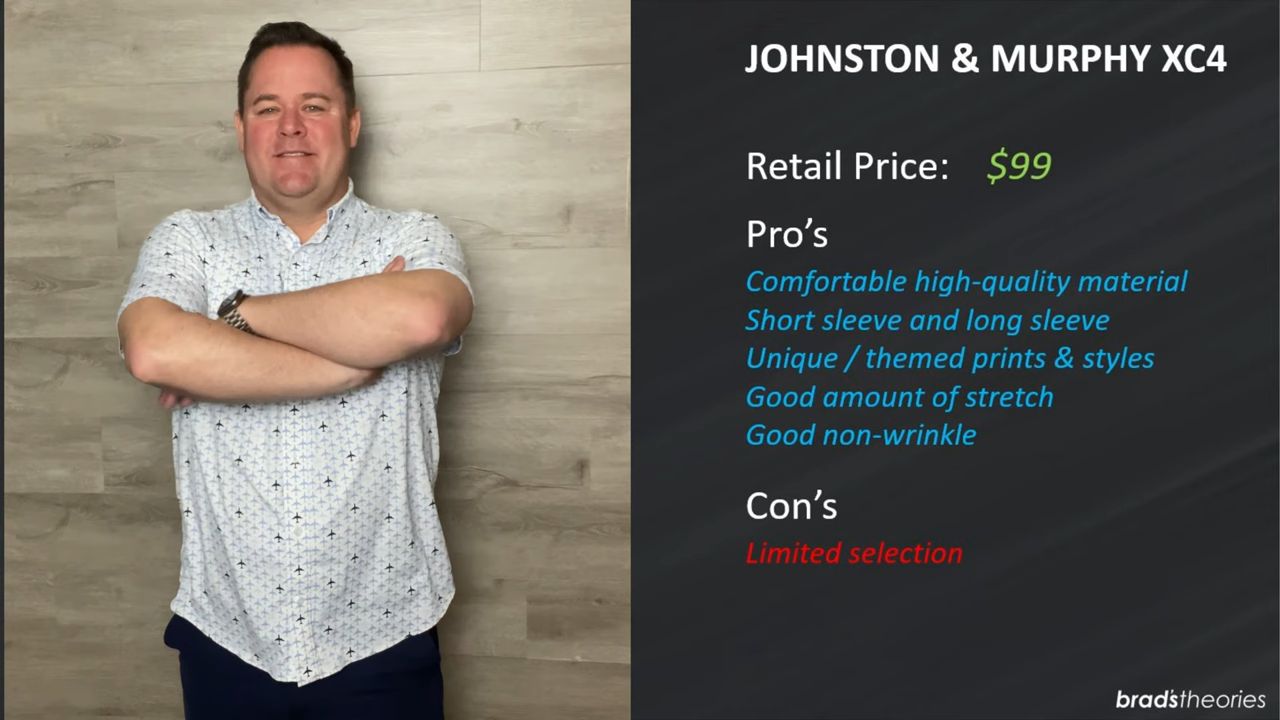 JOHNSTON & MURPHY XC4
Retail Price: $99
Pro’s
Comfortable high-quality material
Short sleeve and long sleeve
Unique / themed prints & styles
Good amount of stretch
Good non-wrinkle
Con’s
Limited selection
brad'stheories